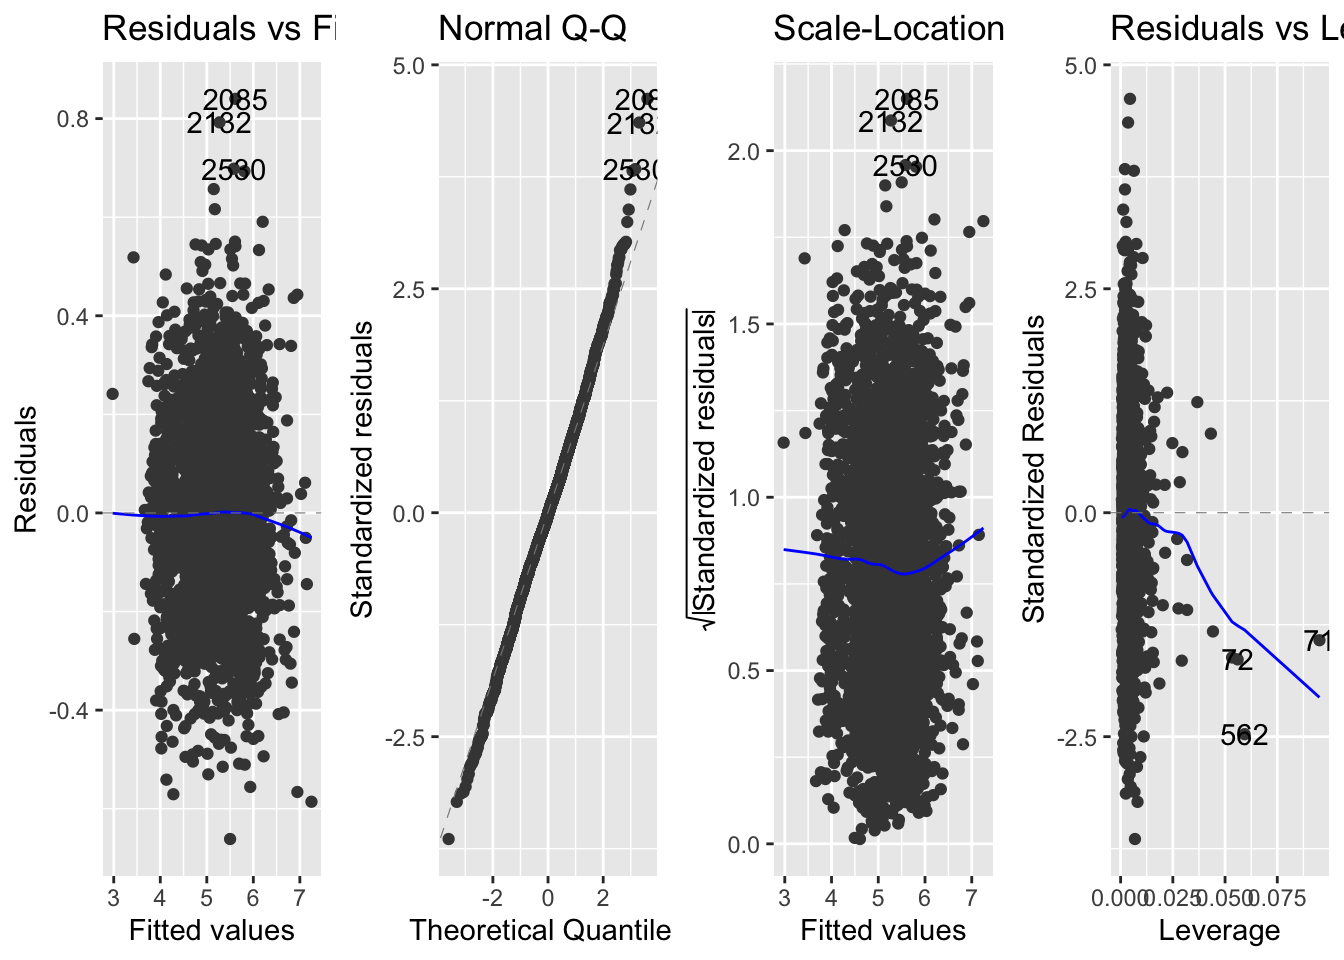 Residuals vs Fi
Normal Q-Q
Scale-Location
Residuals vs Le
Residuals
0.8
0.4
0.0
-0.4
2085
2132
2530
3 4 5 6 7
Fitted values
Standardized residuals
5.0
2.5
0.0
-2.5
208
213
2530
-2 0 2
Theoretical Quantile
√|Standardized residuals|
2.0
1.5
1.0
0.5
0.0
2085
2132
2530
3 4 5 6 7
Fitted values
Standardized Residuals
5.0
2.5
0.0
-2.5
71
72
562
0.000 0.025 0.050 0.075
Leverage